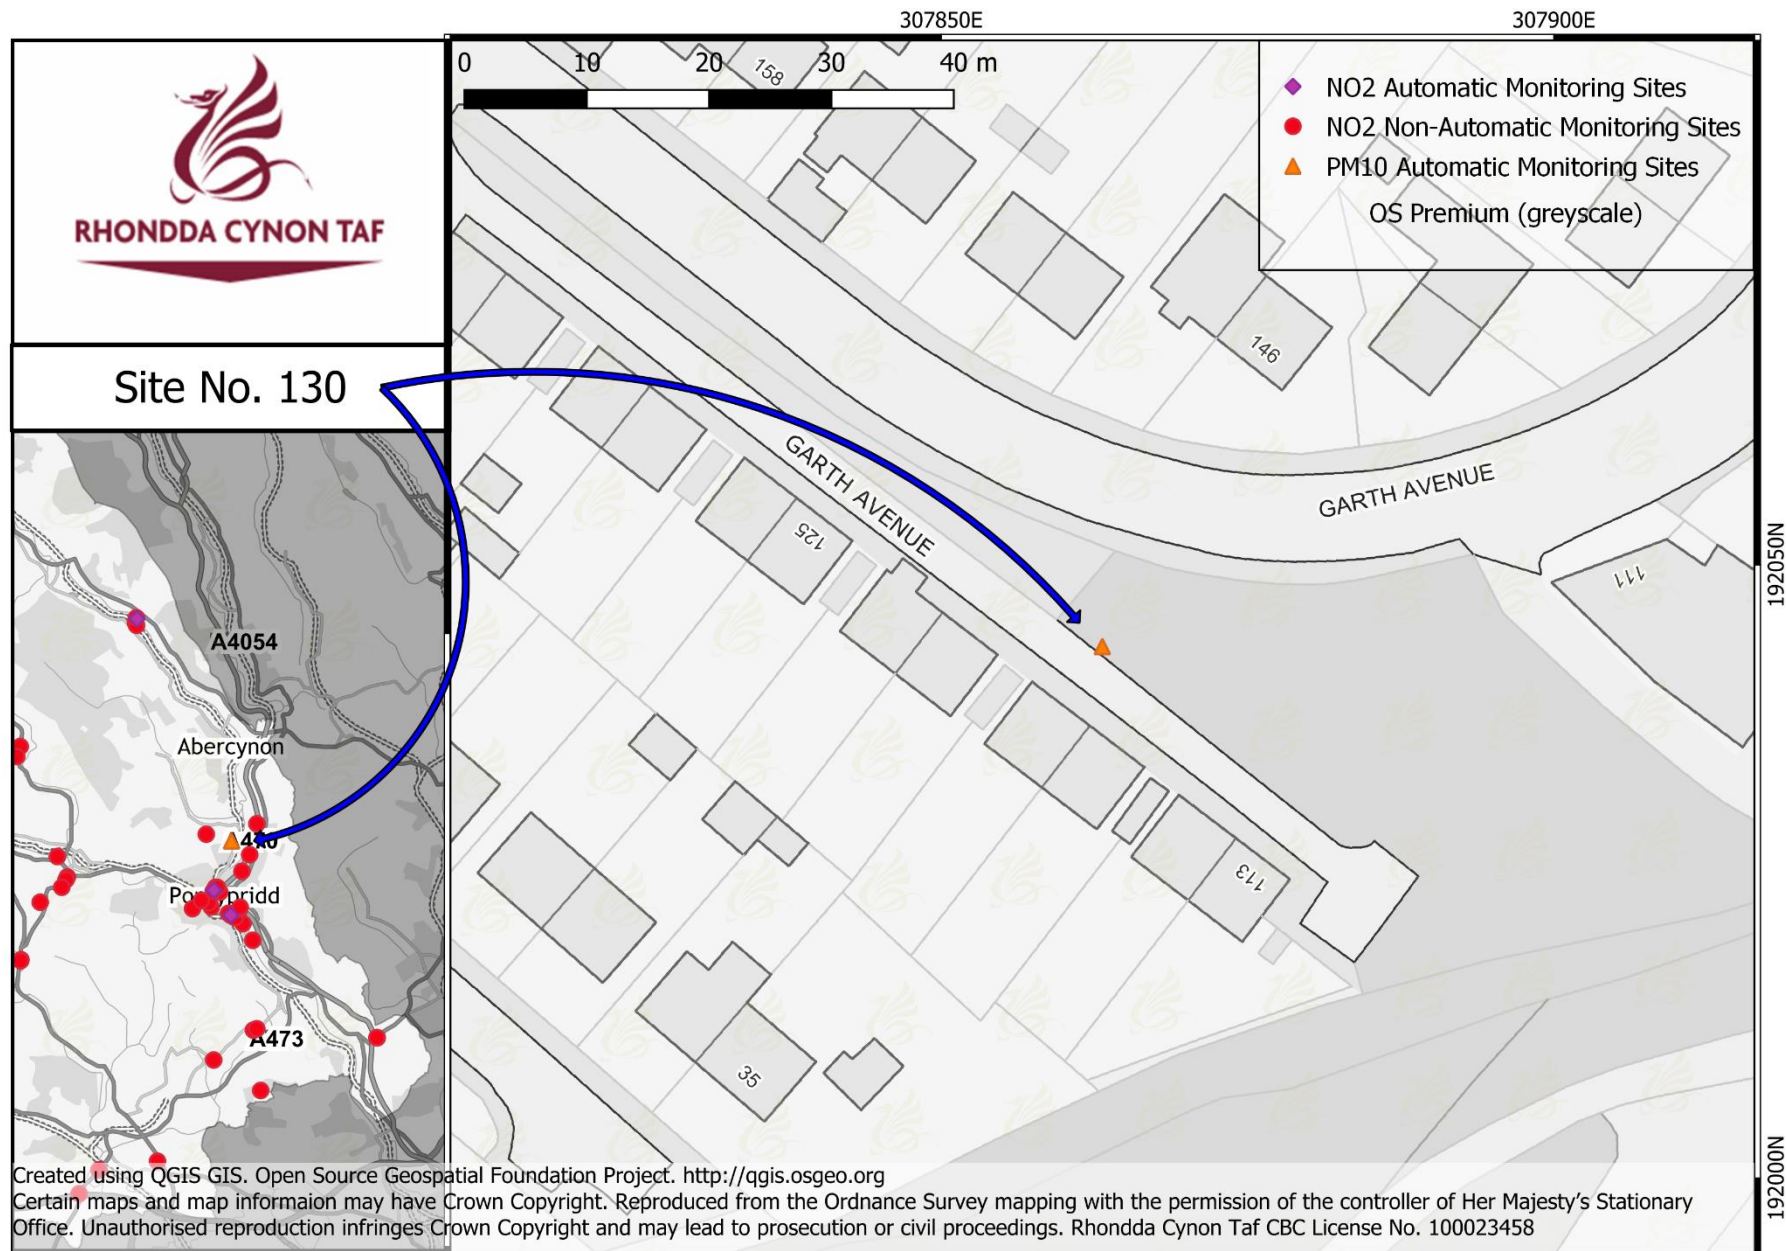 307850E
307900E
0 10 20 30 40 m
158
NO2 Automatic Monitoring Sites
NO2 Non-Automatic Monitoring Sites
PM10 Automatic Monitoring Sites
OS Premium (greyscale)
RHONDDA CYNON TAF
Site No. 130
146
GARTH AVENUE
GARTH AVENUE
125
111
192050N
A4054
Abercynon
Pontypridd
113
A473
35
192000N
Created using QGIS GIS. Open Source Geospatial Foundation Project. http://qgis.osgeo.org
Certain maps and map informaion may have Crown Copyright. Reproduced from the Ordnance Survey mapping with the permission of the controller of Her Majesty's Stationary
Office. Unauthorised reproduction infringes Crown Copyright and may lead to prosecution or civil proceedings. Rhondda Cynon Taf CBC License No. 100023458